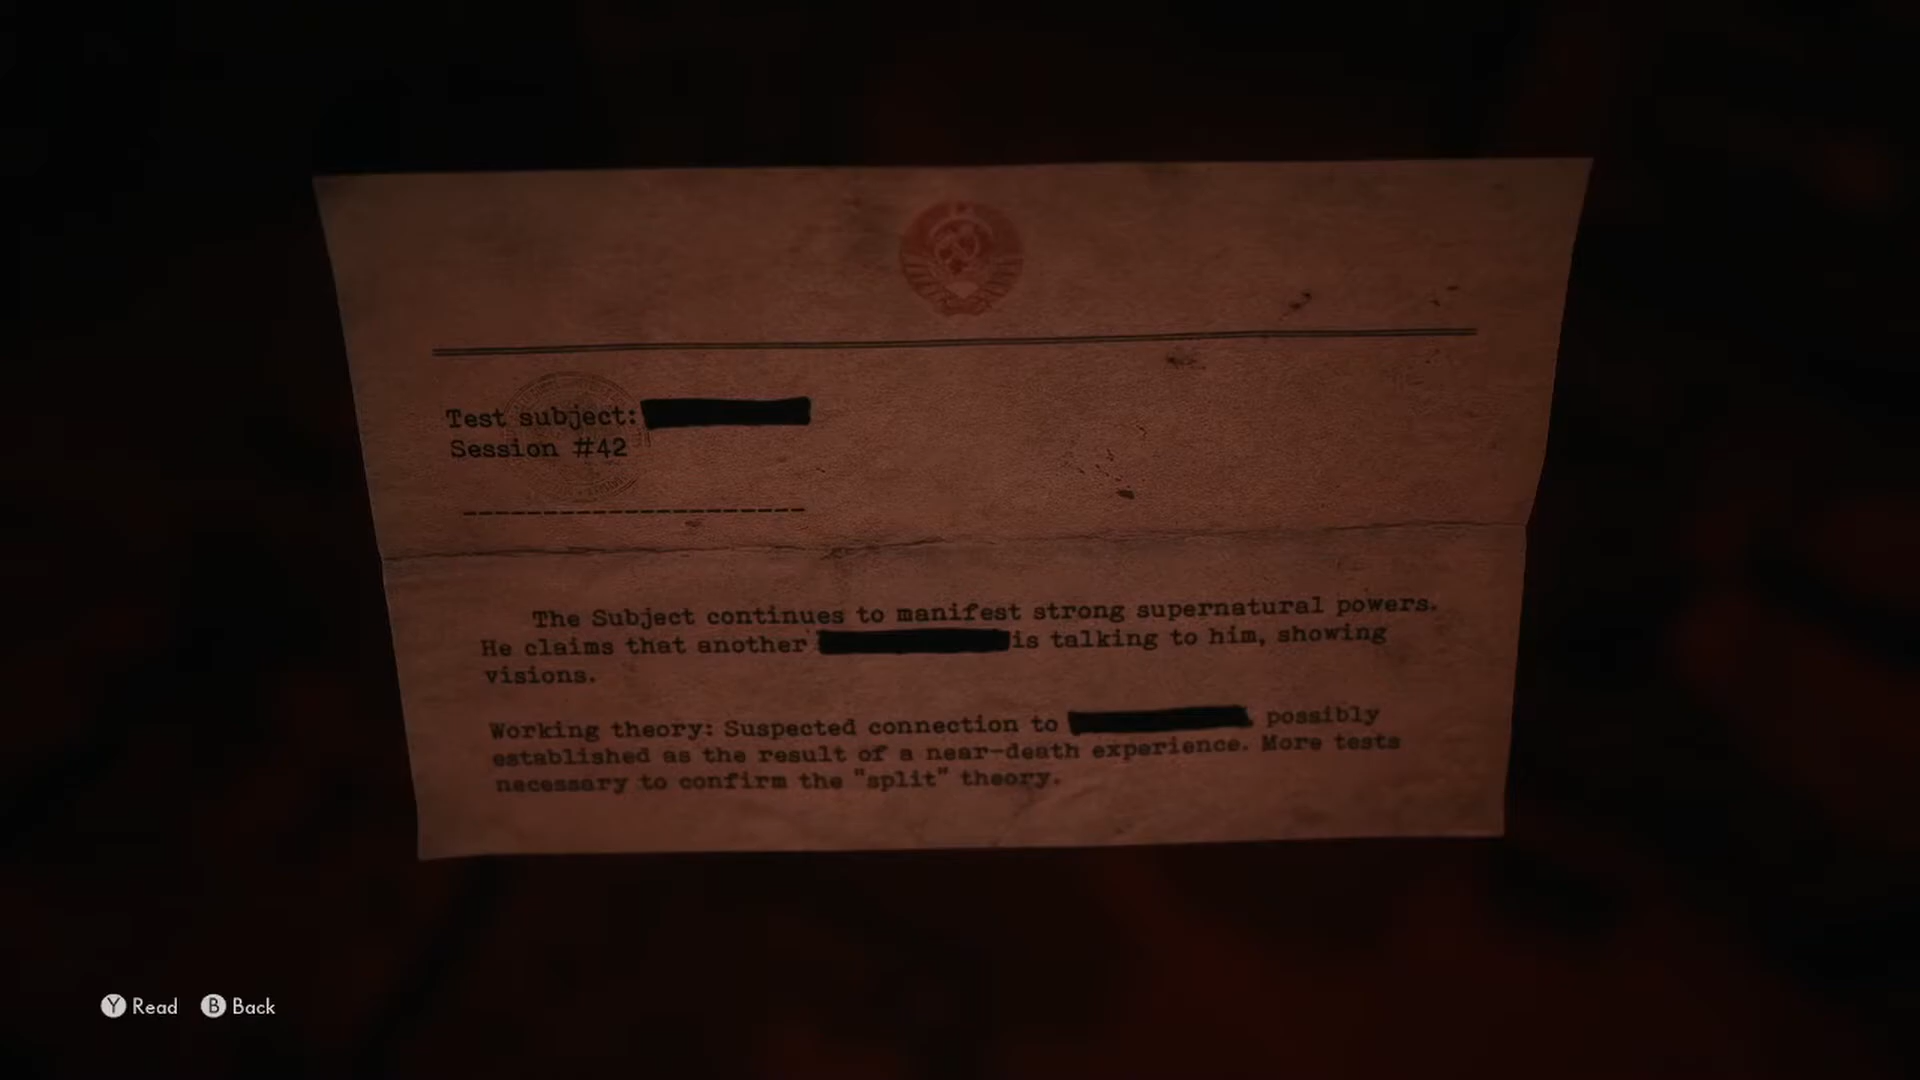 Test subject:
Session #42
The Subject continues to manifest strong supernatural powers.
He claims that another is talking to him, showing
visions.
Working theory: Suspected connection to possibly
established as the result of a near-death experience. More tests
necessary to confirm the "split" theory.
Y Read B Back